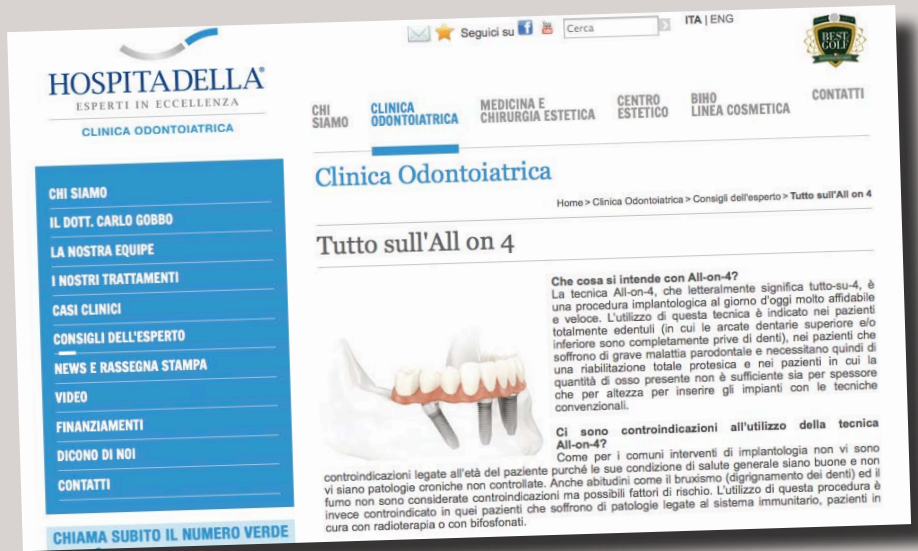 Seguici su
Cerca
ITA | ENG
BEST
GOLF
HOSPITADELLA®
ESPERTI IN ECCELLENZA
CLINICA ODONTOIATRICA
CHI
SIAMO
CLINICA
ODONTOIATRICA
MEDICINA E
CHIRURGIA ESTETICA
CENTRO
ESTETICO
BIHO
LINEA COSMETICA
CONTATTI
CHI SIAMO
IL DOTT. CARLO GOBBO
LA NOSTRA EQUIPE
I NOSTRI TRATTAMENTI
CASI CLINICI
CONSIGLI DELL'ESPERTO
NEWS E RASSEGNA STAMPA
VIDEO
FINANZIAMENTI
DICONO DI NOI
CONTATTI
CHIAMA SUBITO IL NUMERO VERDE
Clinica Odontoiatrica
Home > Clinica Odontoiatrica > Consigli dell'esperto > Tutto sull'All on 4
Tutto sull'All on 4
Che cosa si intende con All-on-4?
La tecnica All-on-4, che letteralmente significa tutto-su-4, è
una procedura implantologica al giorno d'oggi molto affidabile
e veloce. L'utilizzo di questa tecnica è indicato nei pazienti
totalmente edentuli (in cui le arcate dentarie superiore e/o
inferiore sono completamente prive di denti), nei pazienti che
soffrono di grave malattia parodontale e necessitano quindi di
una riabilitazione totale protesica e nei pazienti in cui la
quantità di osso presente non è sufficiente sia per spessore
che per altezza per inserire gli impianti con le tecniche
convenzionali.
Ci sono controindicazioni all'utilizzo della tecnica
All-on-4?
Come per i comuni interventi di implantologia non vi sono
controindicazioni legate all'età del paziente purché le sue condizione di salute generale siano buone e non
vi siano patologie croniche non controllate. Anche abitudini come il bruxismo (digrignamento dei denti) ed il
fumo non sono considerate controindicazioni ma possibili fattori di rischio. L'utilizzo di questa procedura è
invece controindicato in quei pazienti che soffrono di patologie legate al sistema immunitario, pazienti in
cura con radioterapia o con bifosfonati.